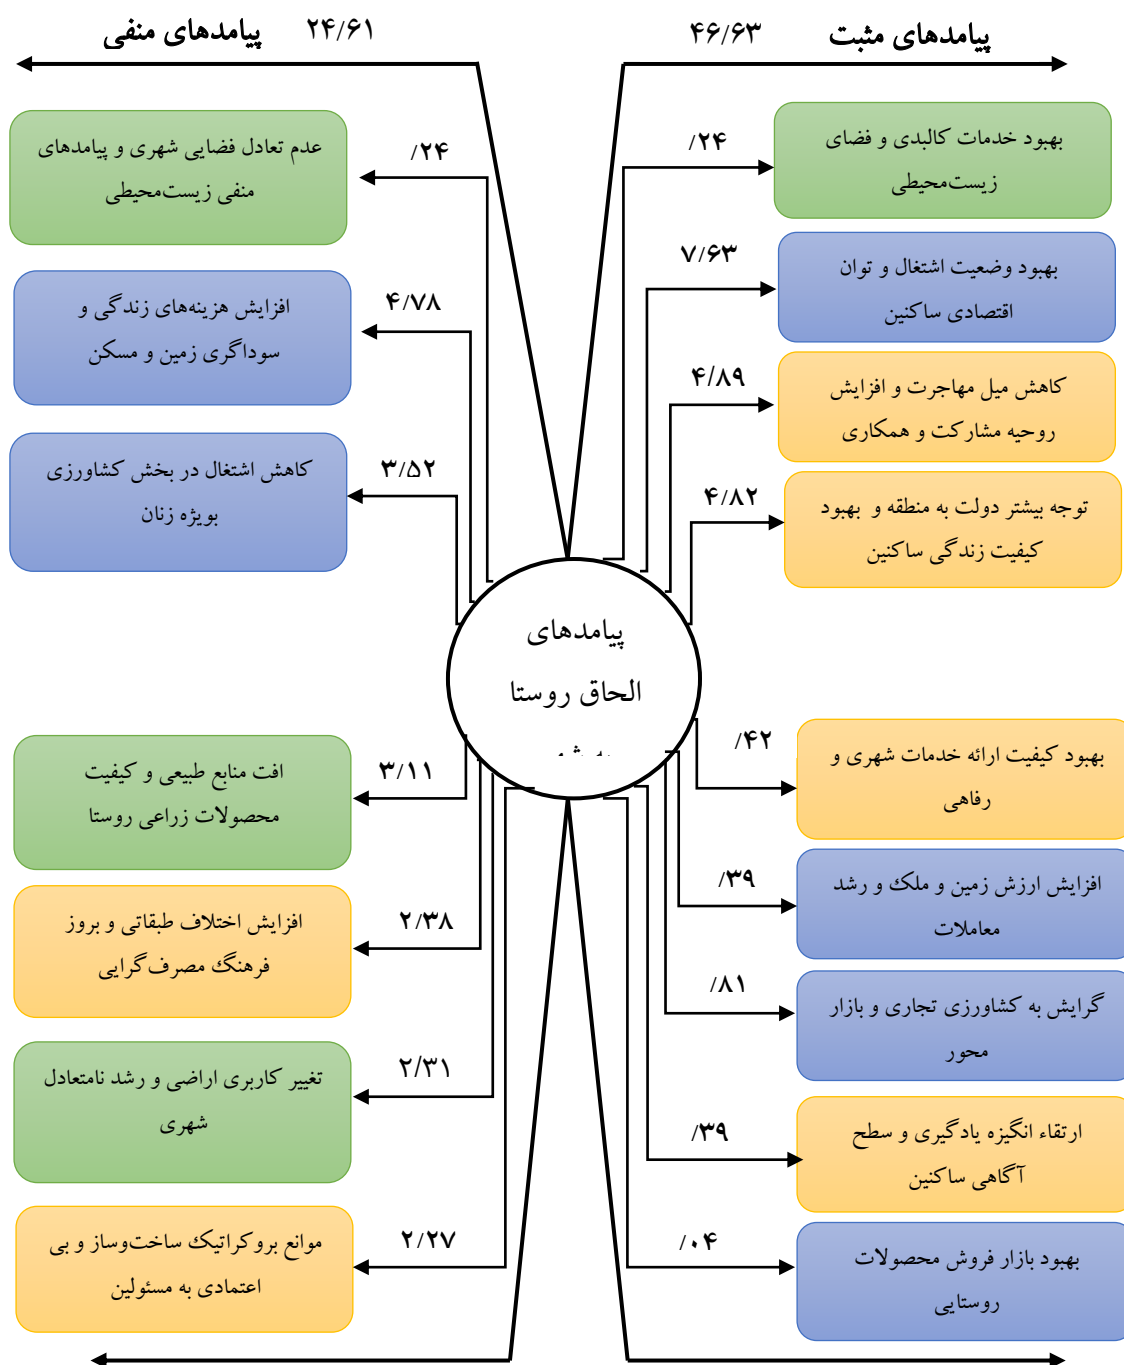 پیامدهای مثبت
۴۶/۶۳
بهبود خدمات کالبدی و فضای
زیست‌محیطی
/۲۴
بهبود وضعیت اشتغال و توان
اقتصادی ساکنین
۷/۶۳
کاهش میل مهاجرت و افزایش
روحیه مشارکت و همکاری
۴/۸۹
توجه بیشتر دولت به منطقه و بهبود
کیفیت زندگی ساکنین
۴/۸۲
بهبود کیفیت ارائه خدمات شهری و
رفاهی
/۴۲
افزایش ارزش زمین و ملک و رشد
معاملات
/۳۹
گرایش به کشاورزی تجاری و بازار
محور
/۸۱
ارتقاء انگیزه یادگیری و سطح
آگاهی ساکنین
/۳۹
بهبود بازار فروش محصولات
روستایی
/۰۴
پیامدهای
الحاق روستا
۲۴/۶۱
پیامدهای منفی
/۲۴
عدم تعادل فضایی شهری و پیامدهای
منفی زیست‌محیطی
۴/۷۸
افزایش هزینه‌های زندگی و
سوداگری زمین و مسکن
۳/۵۲
کاهش اشتغال در بخش کشاورزی
بویژه زنان
۳/۱۱
افت منابع طبیعی و کیفیت
محصولات زراعی روستا
۲/۳۸
افزایش اختلاف طبقاتی و بروز
فرهنگ مصرف‌گرایی
۲/۳۱
تغییر کاربری اراضی و رشد نامتعادل
شهری
۲/۲۷
موانع بروکراتیک ساخت‌وساز و بی
اعتمادی به مسئولین